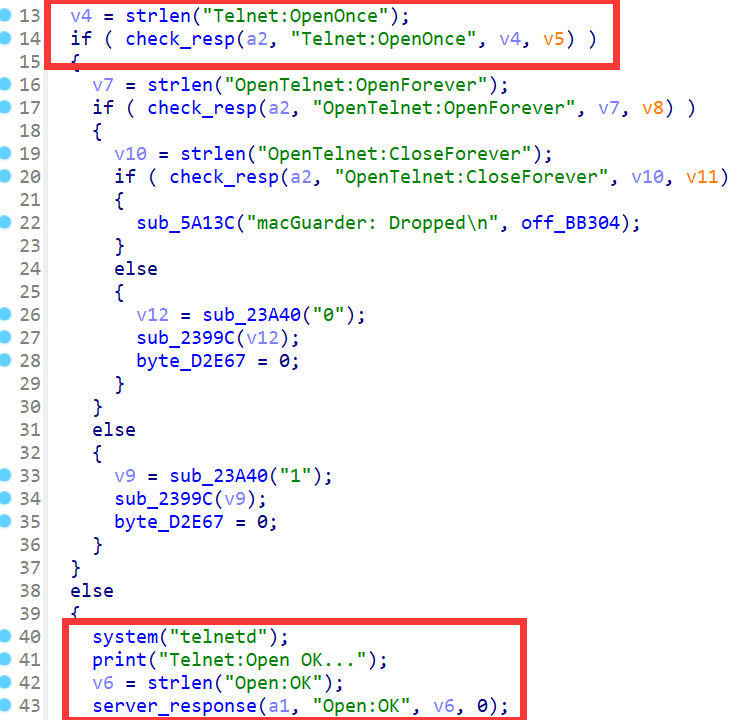 13 v4 = strlen("Telnet:OpenOnce");
14 if ( check_resp(a2, "Telnet:OpenOnce", v4, v5) )
15 {
16 v7 = strlen("OpenTelnet:OpenForever");
17 if ( check_resp(a2, "OpenTelnet:OpenForever", v7, v8) )
18 {
19 v10 = strlen("OpenTelnet:CloseForever");
20 if ( check_resp(a2, "OpenTelnet:CloseForever", v10, v11)
21 {
22 sub_5A13C("macGuarder: Dropped\n", off_BB304);
23 }
24 else
25 {
26 v12 = sub_23A40("0");
27 sub_2399C(v12);
28 byte_D2E67 = 0;
29 }
30 }
31 else
32 {
33 v9 = sub_23A40("1");
34 sub_2399C(v9);
35 byte_D2E67 = 0;
36 }
37 }
38 else
39 {
40 system("telnetd");
41 print("Telnet:Open OK...");
42 v6 = strlen("Open:OK");
43 server_response(a1, "Open:OK", v6, 0);